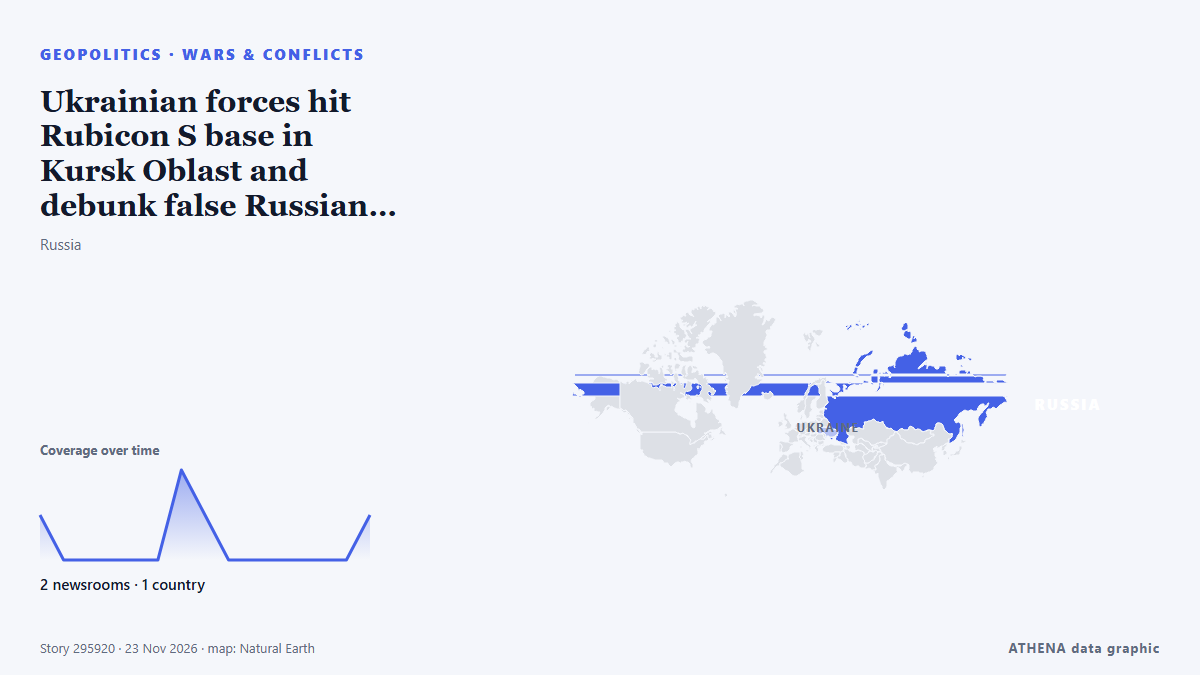 GEOPOLITICS · WARS & CONFLICTS
Ukrainian forces hit
Rubicon S base in
Kursk Oblast and
debunk false Russian...
Russia
RUSSIA
UKRAINE
Coverage over time
2 newsrooms · 1 country
Story 295920 · 23 Nov 2026 · map: Natural Earth
ATHENA data graphic